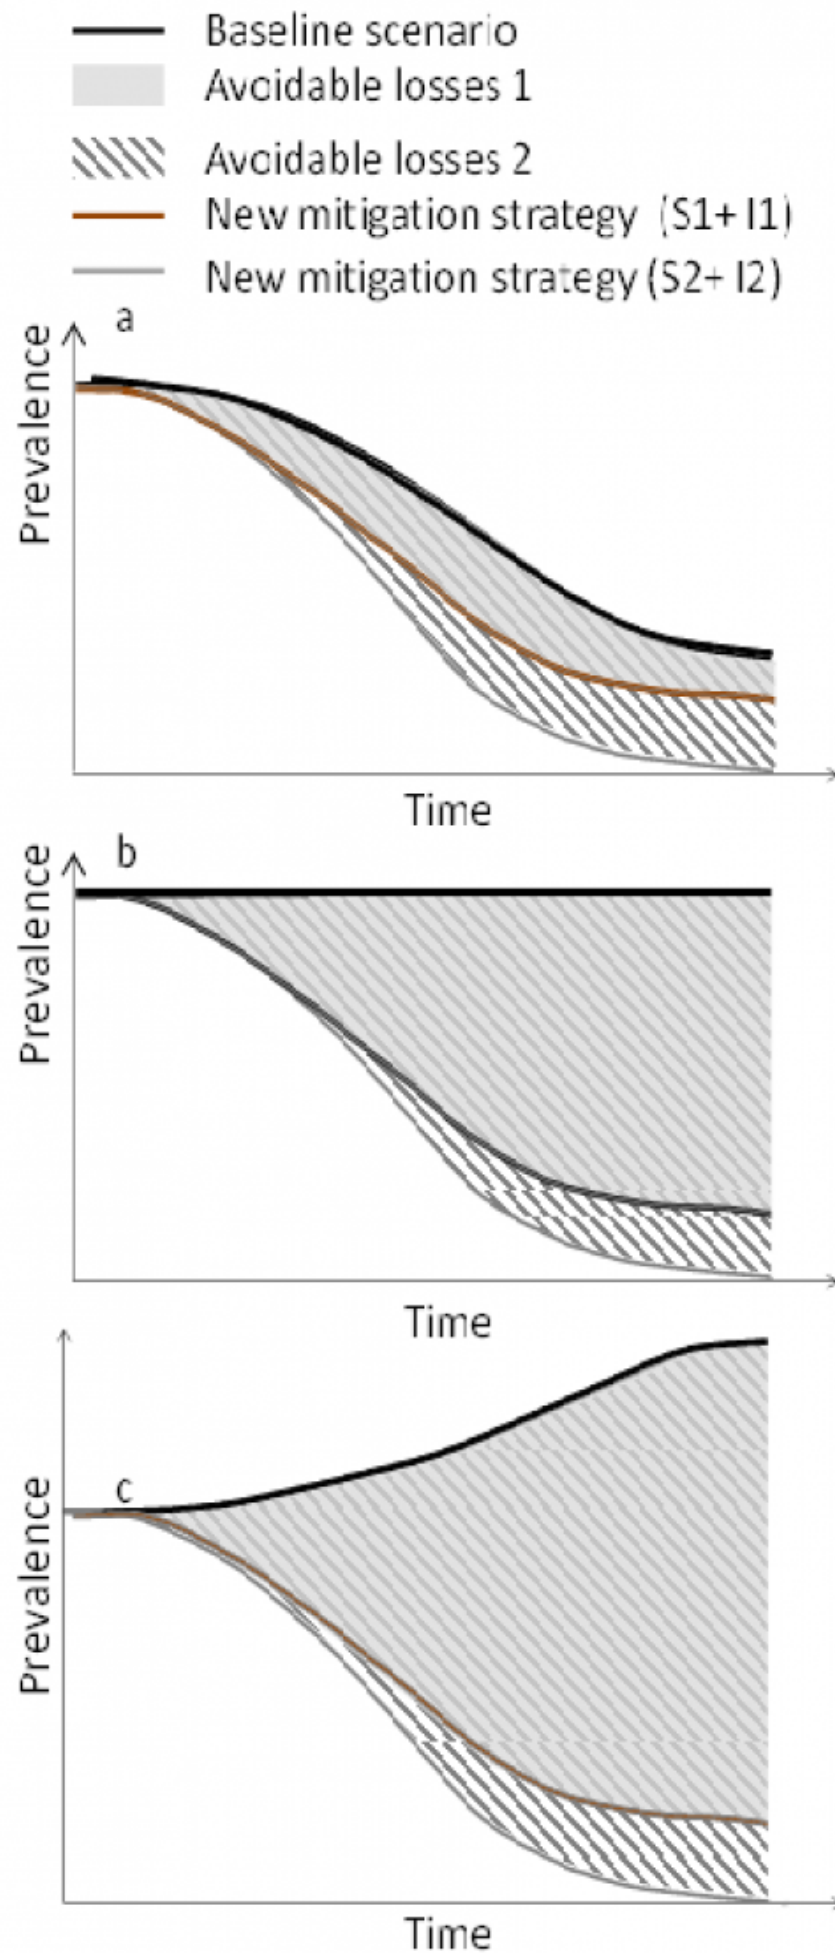 Baseline scenario
Avoidable losses 1
Avoidable losses 2
New mitigation strategy (S1+ I1)
New mitigation strategy (S2+ I2)
a
Prevalence
Time
b
Prevalence
Time
c
Prevalence
Time